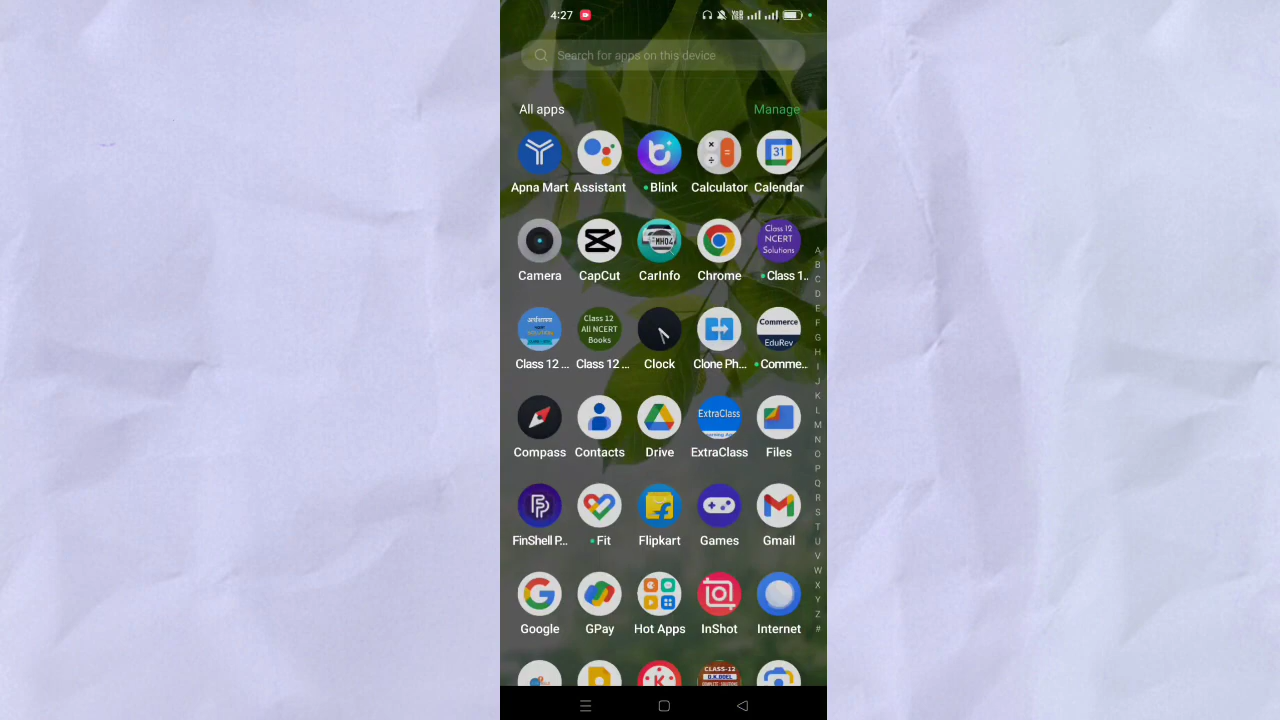 4:27
Search for apps on this device
All apps
Manage
Apna Mart Assistant Blink Calculator Calendar
31
MH04
Class 12
NCERT
Solutions
Camera CapCut CarInfo Chrome Class 1..
Class 12
All NCERT
Books
Commerce
EduRev
Class 12 ... Class 12 ... Clock Clone Ph... Comme..
ExtraClass
Compass Contacts Drive ExtraClass Files
FinShell P... Fit Flipkart Games Gmail
Google GPay Hot Apps InShot Internet
CLASS-12
D.K.GOEL
K
A
B
C
D
E
F
G
H
I
J
K
L
M
N
O
P
Q
R
S
T
U
V
W
X
Y
Z
#